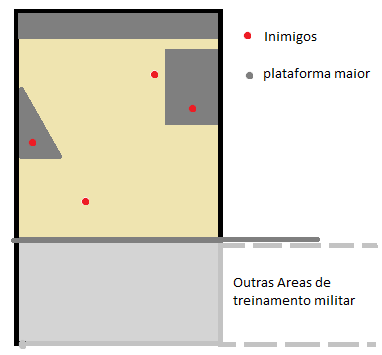 Inimigos
plataforma maior
Outras Areas de
treinamento militar